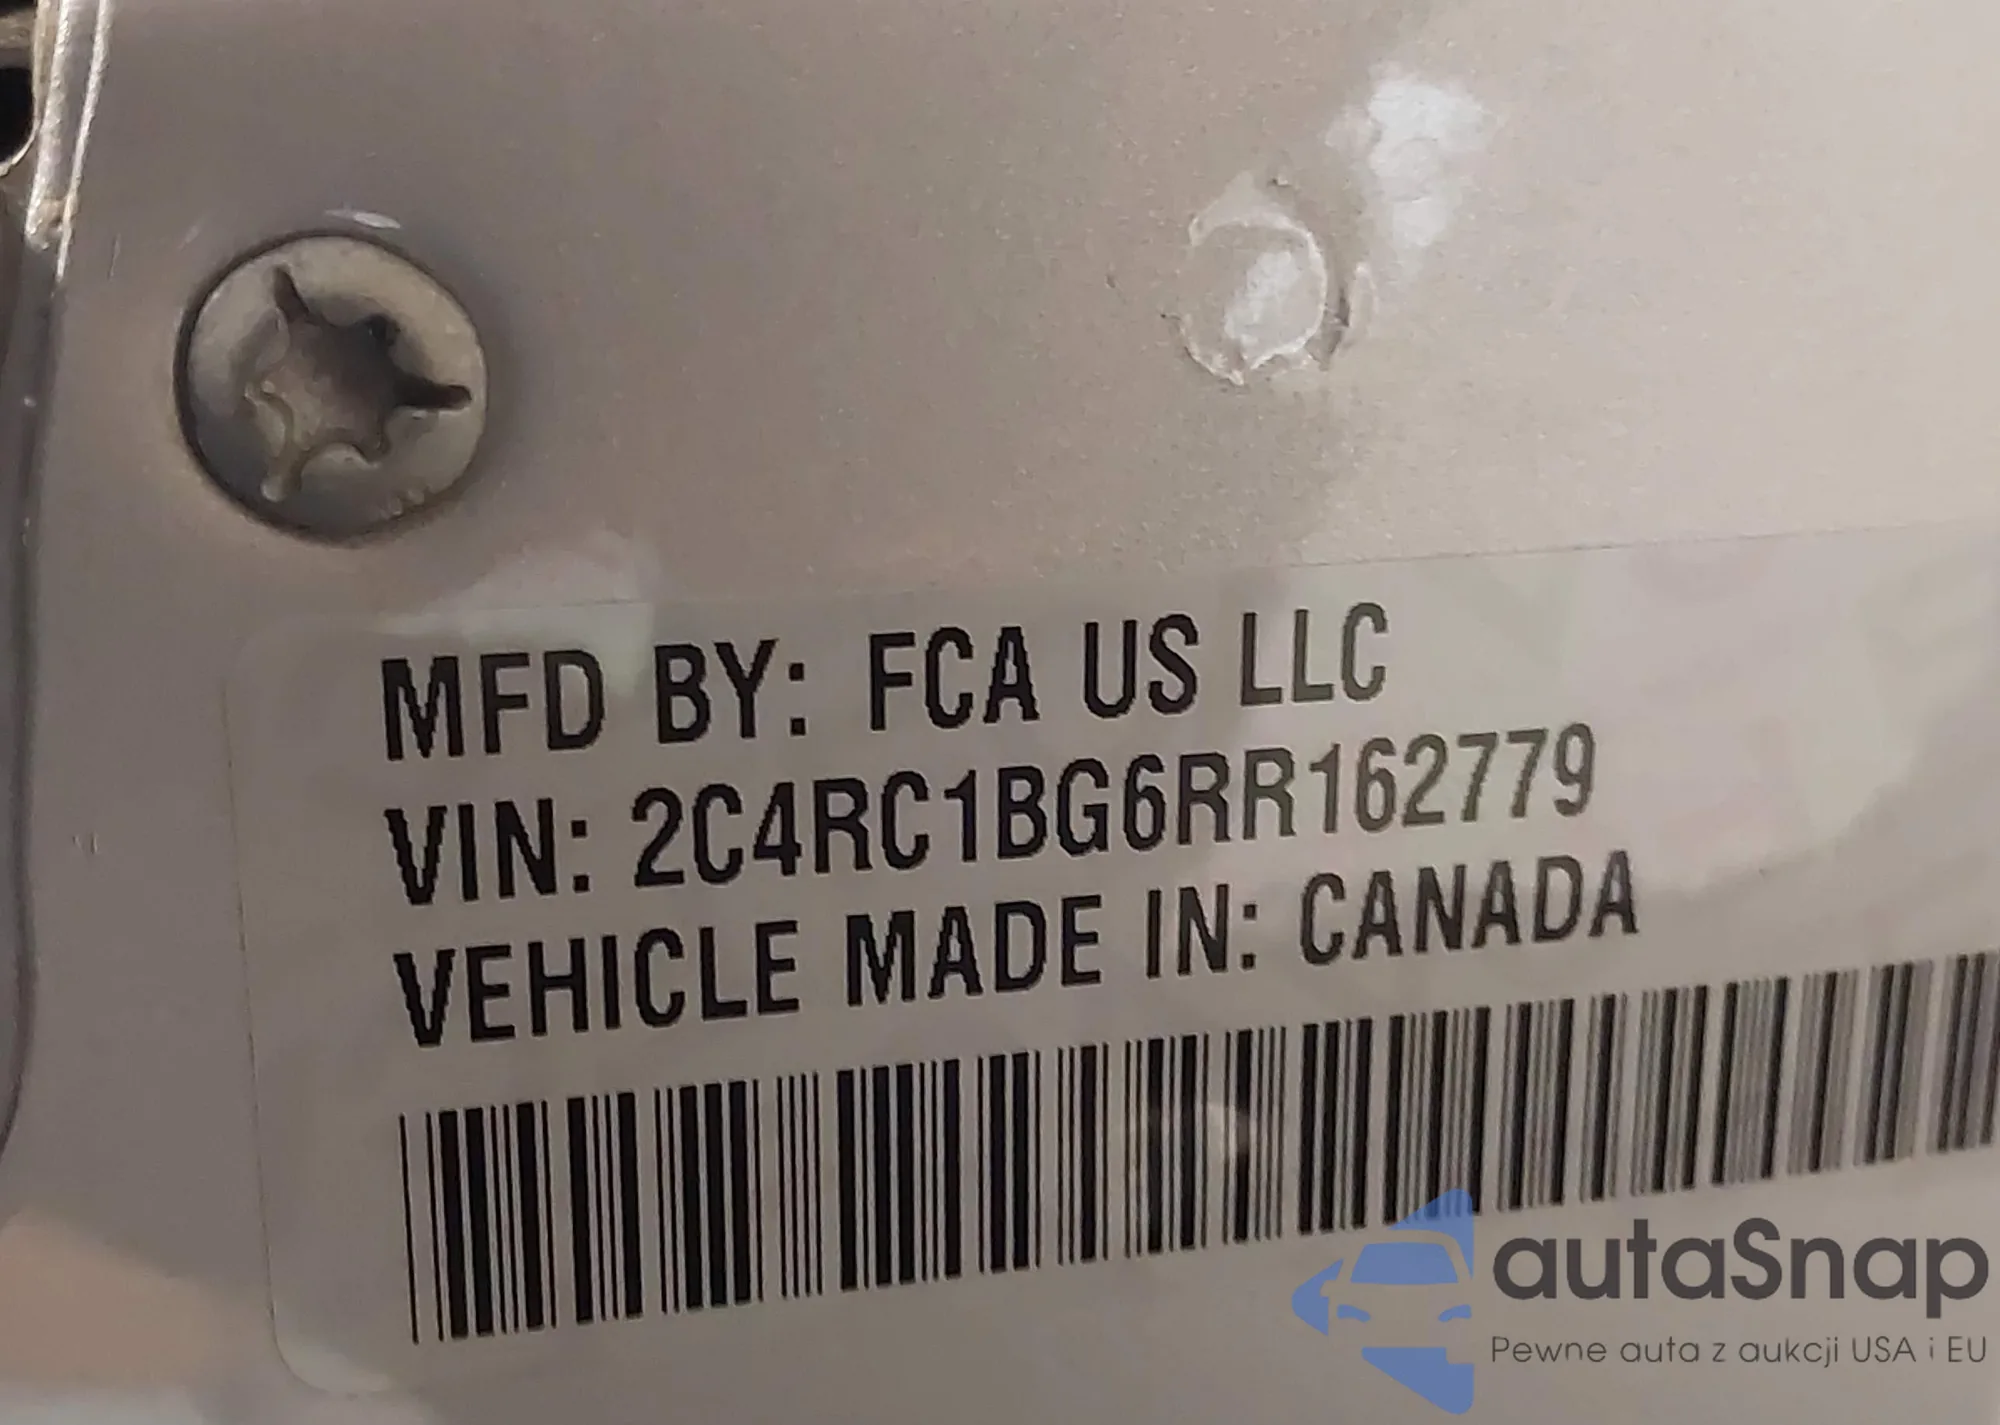 MFD BY: FCA US LLC
VIN: 2C4RC1BG6RR162779
VEHICLE MADE IN: CANADA
autaSnap
Pewne auta z aukcji USA i EU